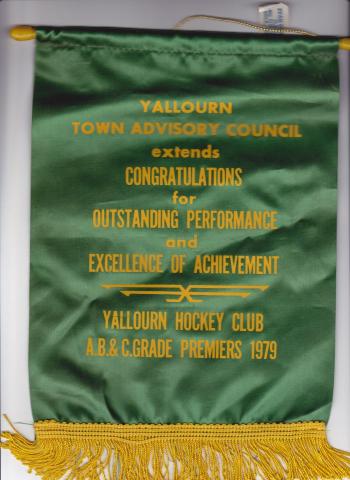 YALLOURN
TOWN ADVISORY COUNCIL
extends
CONGRATULATIONS
for
OUTSTANDING PERFORMANCE
and
EXCELLENCE OF ACHIEVEMENT
YALLOURN HOCKEY CLUB
A.B.& C.GRADE PREMIERS 1979